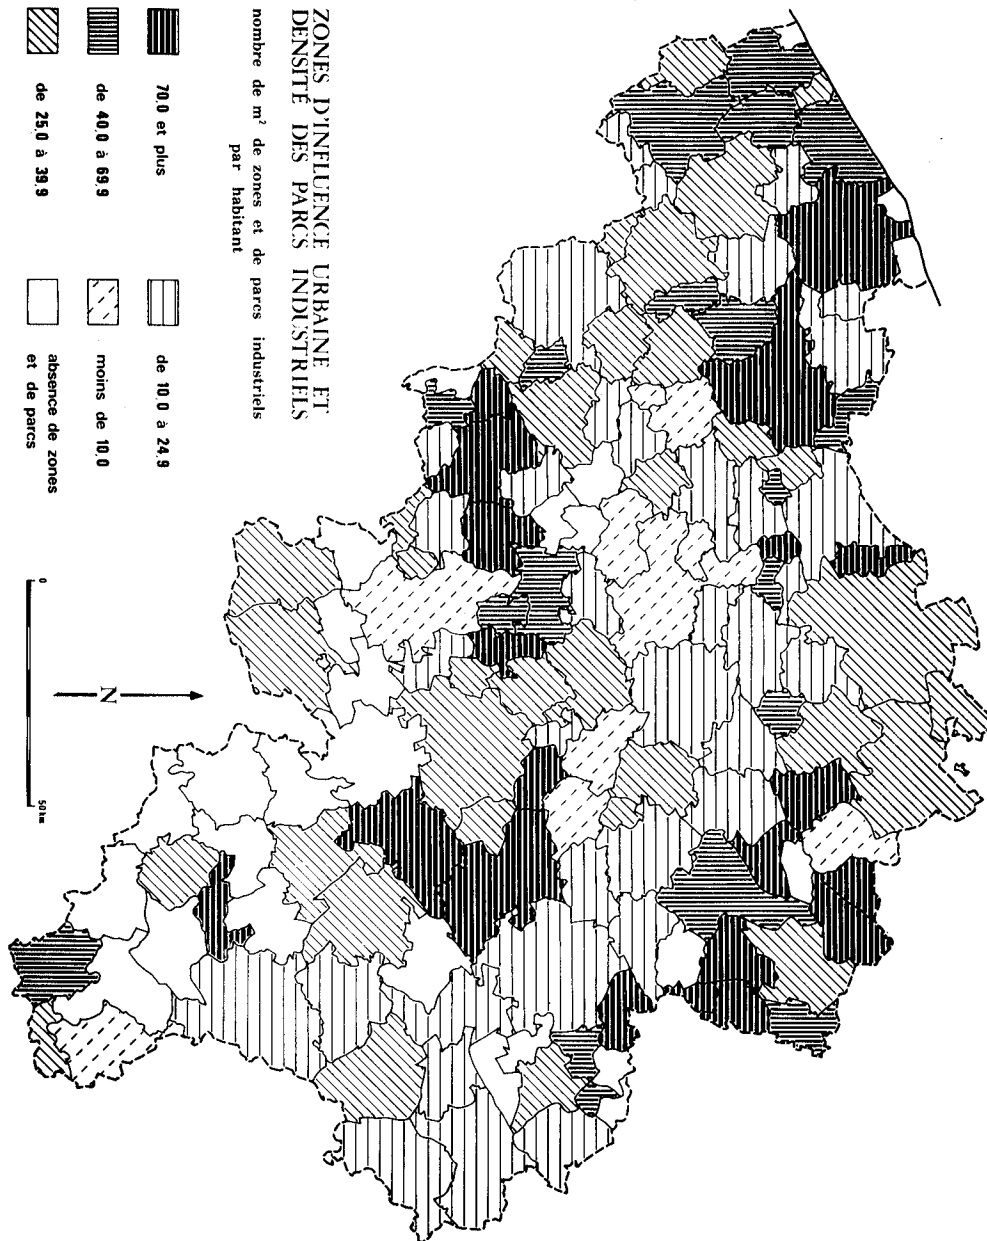 ZONES D'INFLUENCE URBAINE ET
DENSITÉ DES PARCS INDUSTRIELS
nombre de m² de zones et de parcs industriels
par habitant
70,0 et plus
de 40,0 à 69,9
de 25,0 à 39,9
de 10,0 à 24,9
moins de 10,0
absence de zones
et de parcs
0
50 km
N